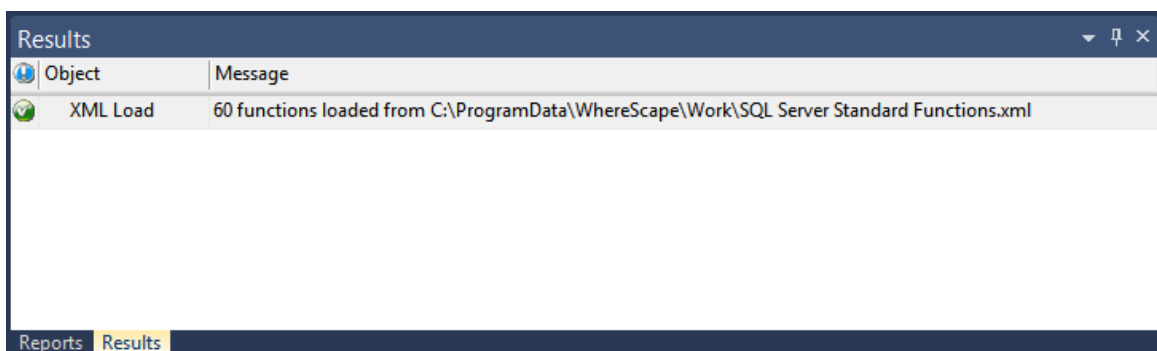 Results
Object Message
XML Load 60 functions loaded from C:\ProgramData\WhereScape\Work\SQL Server Standard Functions.xml
Reports Results